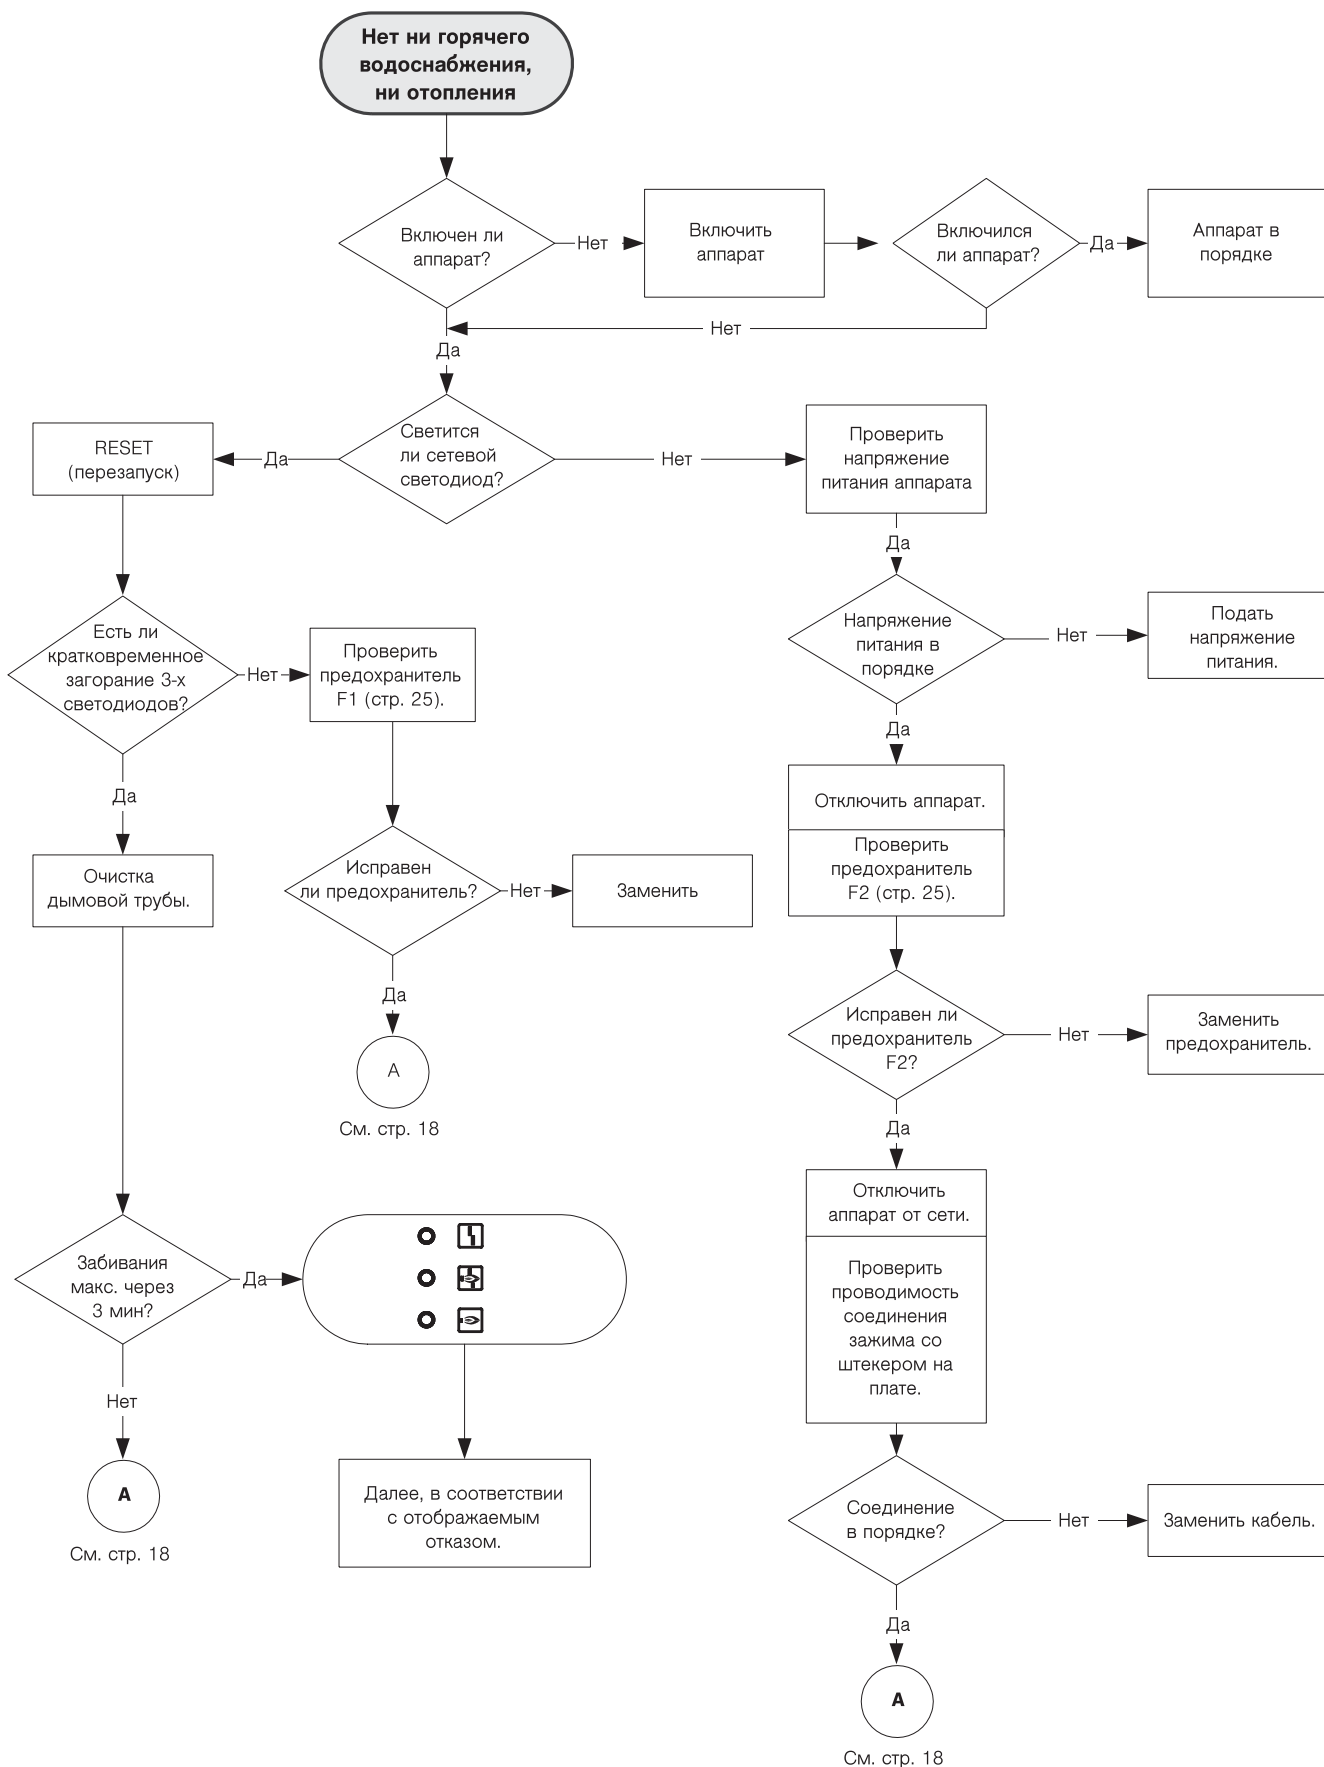 Нет ни горячего
водоснабжения,
ни отопления
Включен ли
аппарат?
Нет
Включить
аппарат
Включился
ли аппарат?
Да
Аппарат в
порядке
Нет
Да
Светится
ли сетевой
светодиод?
Да
RESET
(перезапуск)
Нет
Проверить
напряжение
питания аппарата
Да
Напряжение
питания в
порядке
Нет
Подать
напряжение
питания.
Есть ли
кратковременное
загорание 3-х
светодиодов?
Нет
Проверить
предохранитель
F1 (стр. 25).
Да
Да
Отключить аппарат.
Проверить
предохранитель
F2 (стр. 25).
Очистка
дымовой трубы.
Исправен
ли предохранитель?
Нет
Заменить
Да
A
См. стр. 18
Исправен ли
предохранитель
F2?
Нет
Заменить
предохранитель.
Да
Отключить
аппарат от сети.
Проверить
проводимость
соединения
зажима со
штекером на
плате.
Забивания
макс. через
3 мин?
Да
Нет
A
См. стр. 18
Далее, в соответствии
с отображаемым
отказом.
Соединение
в порядке?
Нет
Заменить кабель.
Да
A
См. стр. 18